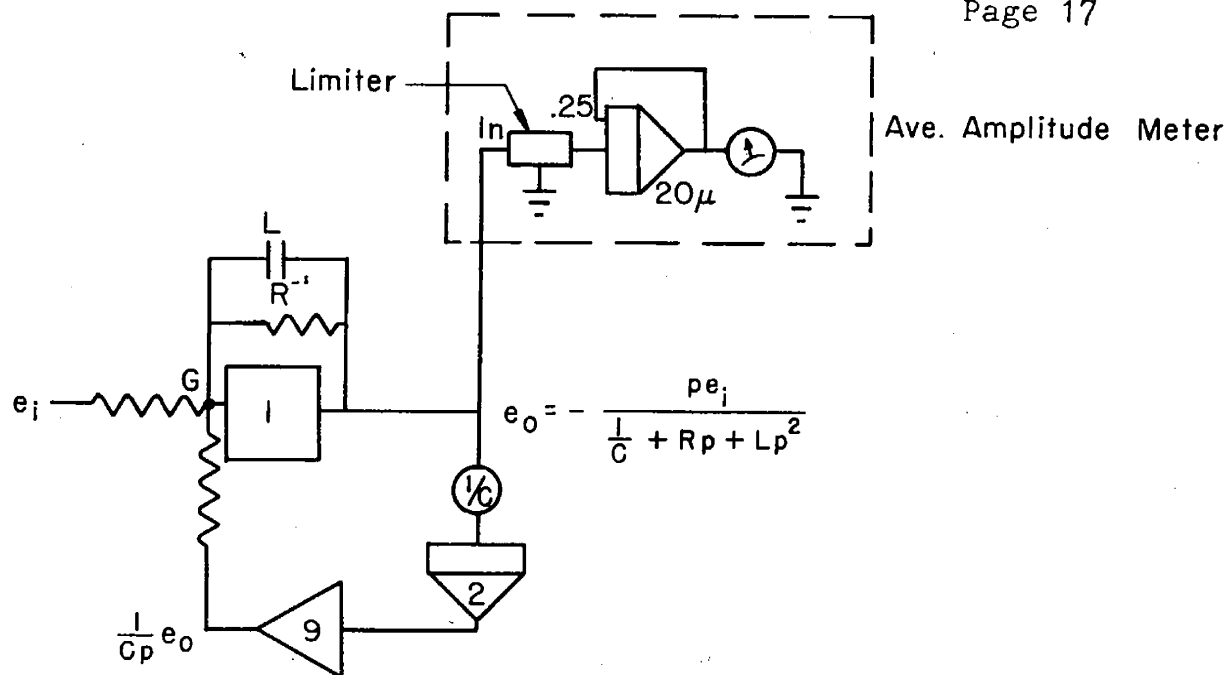 Page 17
Limiter
.25
In
Ave. Amplitude Meter
20μ
L
R⁻¹
G
e_i
1
e_o = - pe_i / (1/C + Rp + Lp²)
1/C
2
9
1/Cp e_o